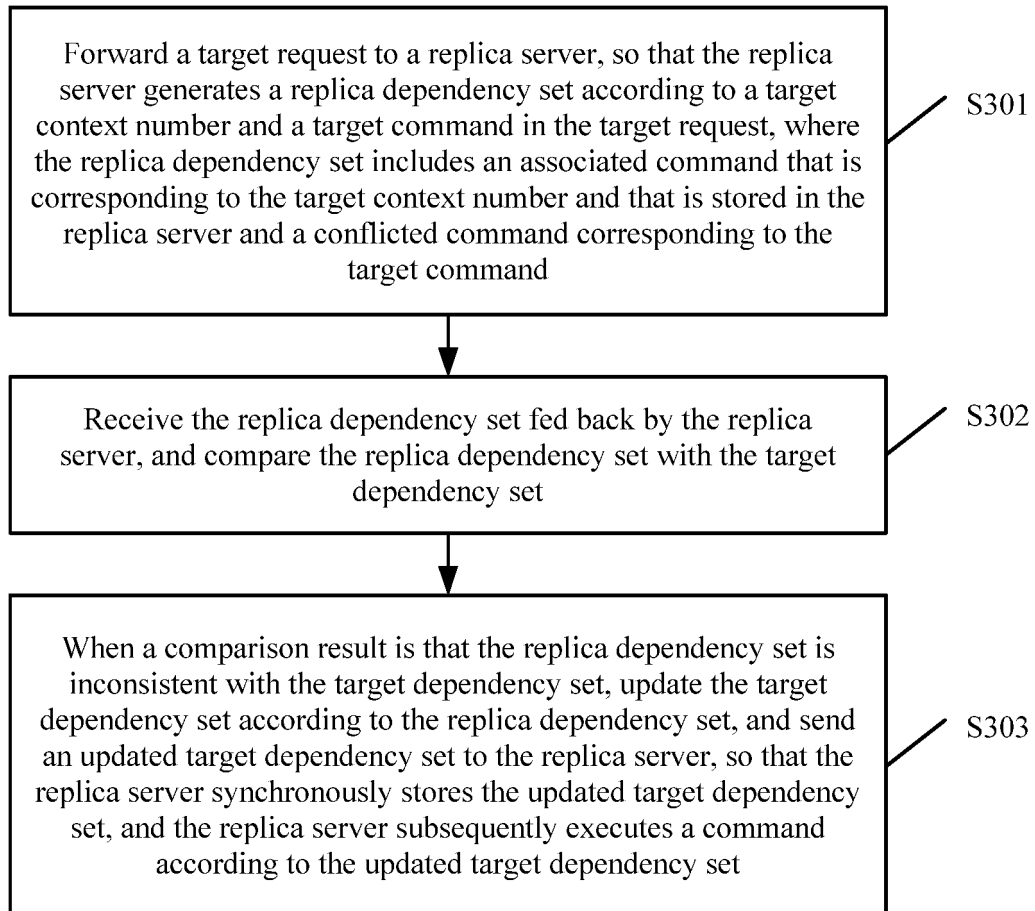 Forward a target request to a replica server, so that the replica
server generates a replica dependency set according to a target
context number and a target command in the target request, where
the replica dependency set includes an associated command that is
corresponding to the target context number and that is stored in the
replica server and a conflicted command corresponding to the
target command
S301
Receive the replica dependency set fed back by the replica
server, and compare the replica dependency set with the target
dependency set
S302
When a comparison result is that the replica dependency set is
inconsistent with the target dependency set, update the target
dependency set according to the replica dependency set, and send
an updated target dependency set to the replica server, so that the
replica server synchronously stores the updated target dependency
set, and the replica server subsequently executes a command
according to the updated target dependency set
S303